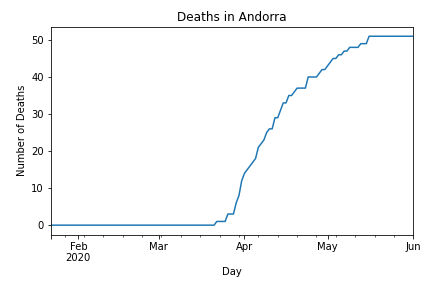 Deaths in Andorra
Number of Deaths
50
40
30
20
10
0
Feb
2020
Mar
Apr
May
Jun
Day